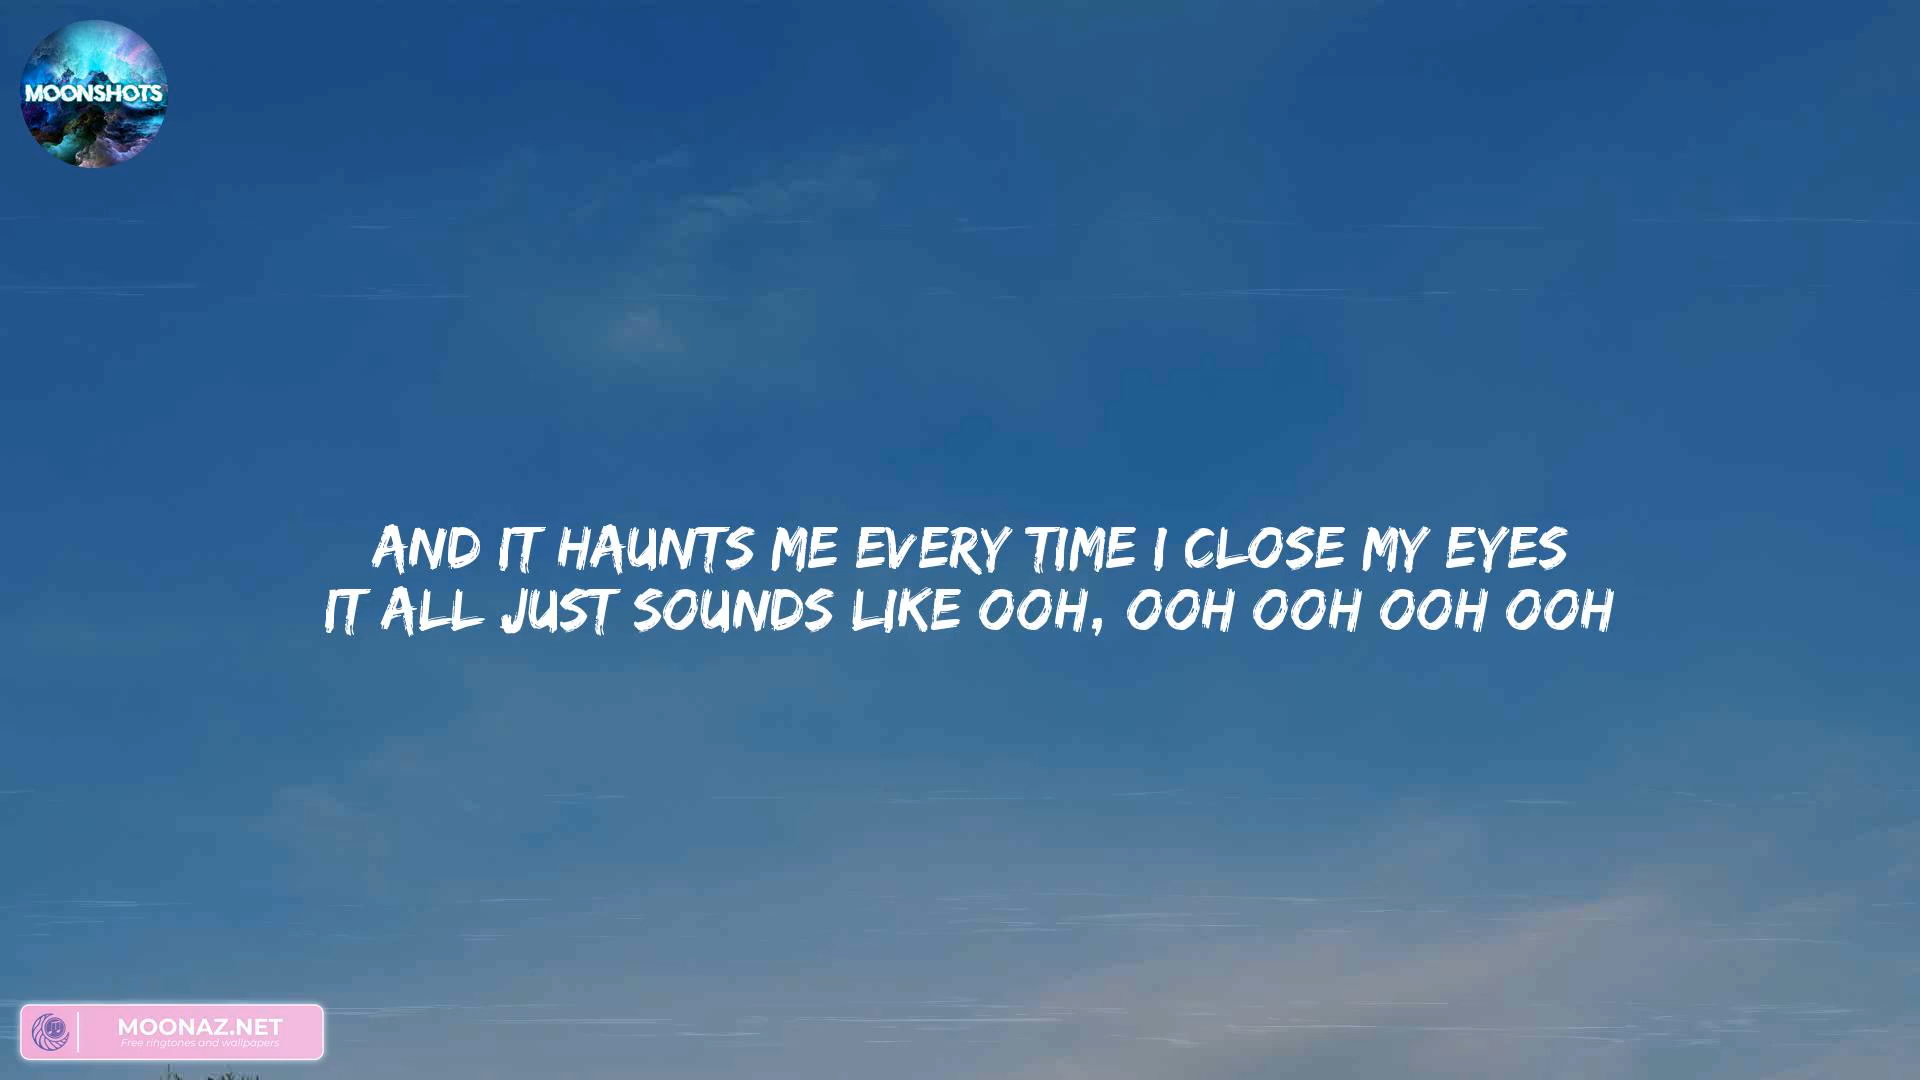 MOONSHOTS
AND IT HAUNTS ME EVERY TIME I CLOSE MY EYES
IT ALL JUST SOUNDS LIKE OOH, OOH OOH OOH OOH
MOONAZ.NET
Free ringtones and wallpapers